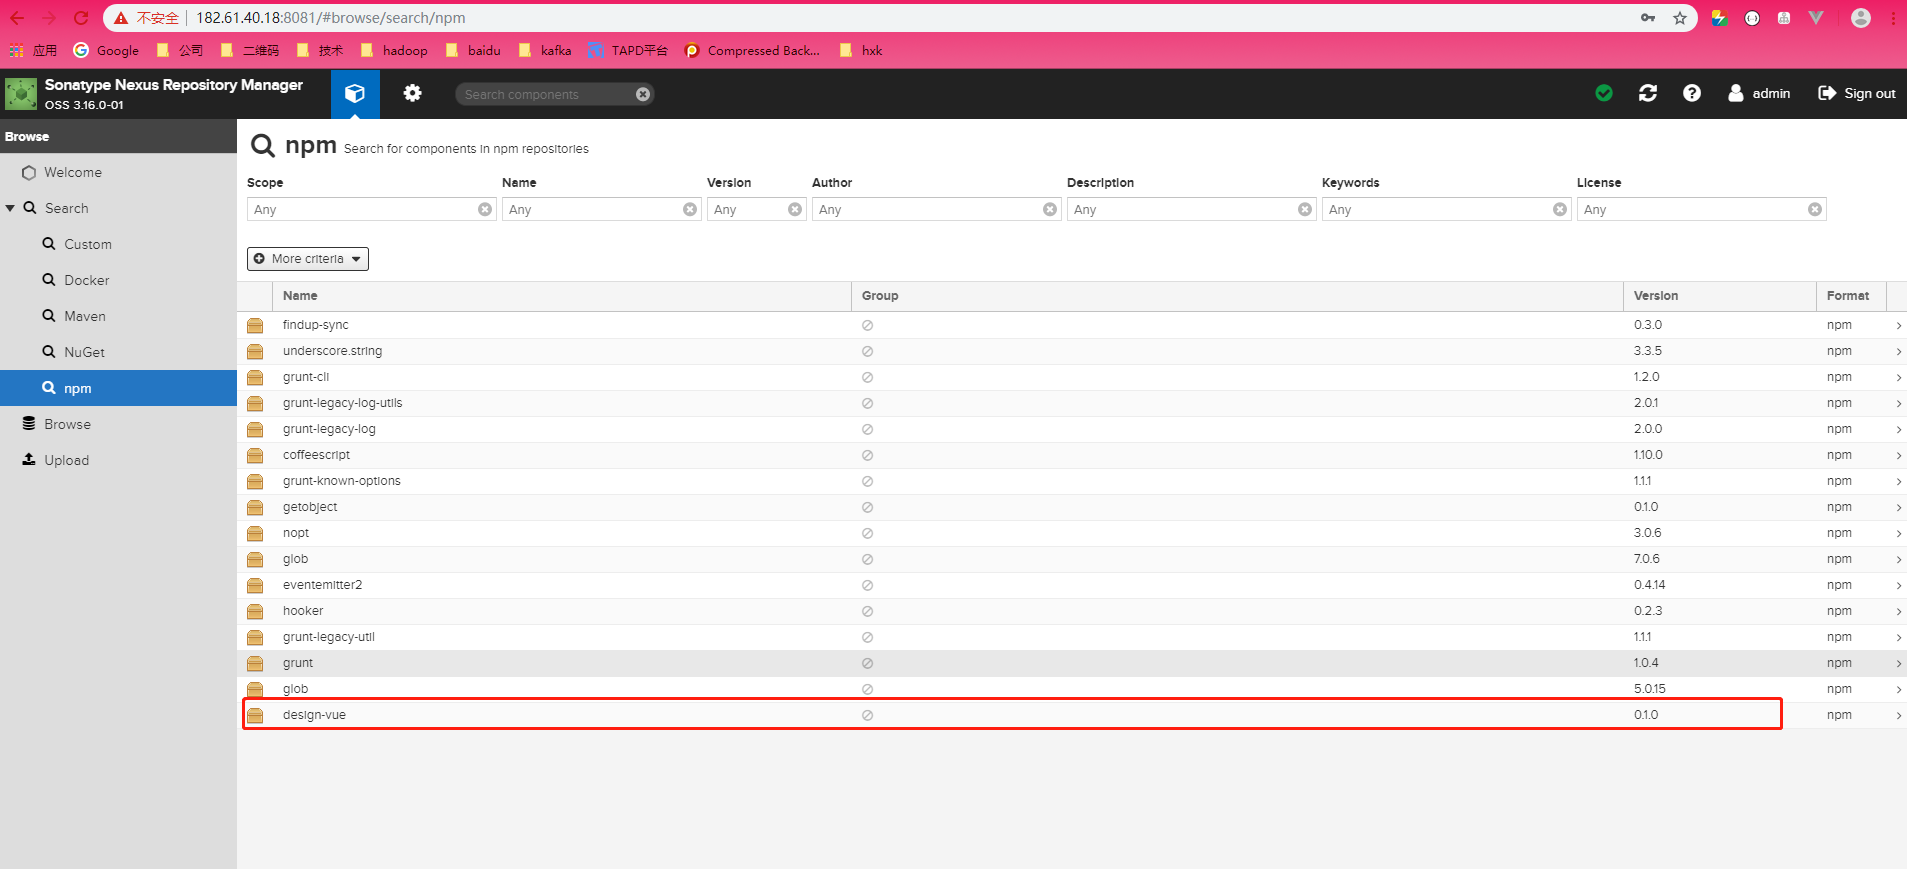 不安全 182.61.40.18:8081/#browse/search/npm
应用 Google 公司 二维码 技术 hadoop baidu kafka TAPD平台 Compressed Back... hxk
Sonatype Nexus Repository Manager
OSS 3.16.0-01
Search components
admin Sign out
Browse
Welcome
Search
Custom
Docker
Maven
NuGet
npm
Browse
Upload
npm Search for components in npm repositories
Scope Name Version Author Description Keywords License
Any Any Any Any Any Any Any
More criteria
Name Group Version Format
findup-sync 0.3.0 npm
underscore.string 3.3.5 npm
grunt-cli 1.2.0 npm
grunt-legacy-log-utils 2.0.1 npm
grunt-legacy-log 2.0.0 npm
coffeescript 1.10.0 npm
grunt-known-options 1.1.1 npm
getobject 0.1.0 npm
nopt 3.0.6 npm
glob 7.0.6 npm
eventemitter2 0.4.14 npm
hooker 0.2.3 npm
grunt-legacy-util 1.1.1 npm
grunt 1.0.4 npm
glob 5.0.15 npm
design-vue 0.1.0 npm